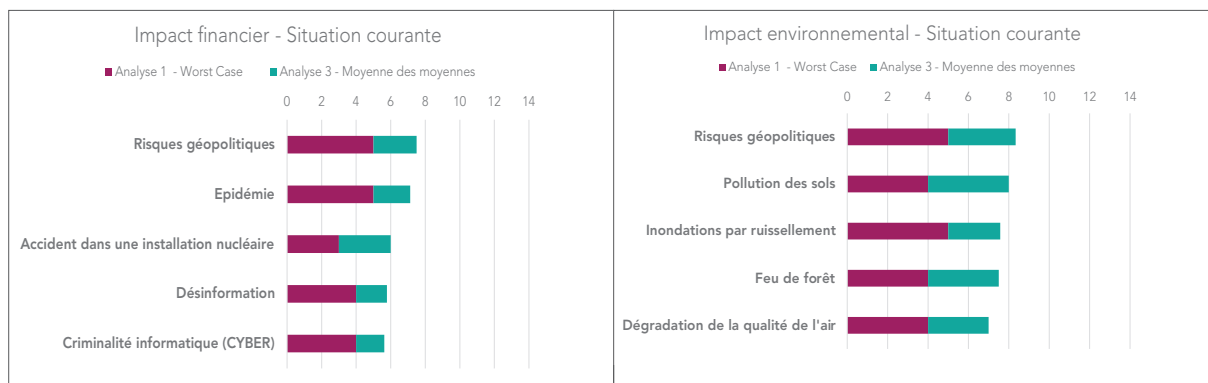 Impact financier - Situation courante
Analyse 1 - Worst Case Analyse 3 - Moyenne des moyennes
0 2 4 6 8 10 12 14
Risques géopolitiques
Epidémie
Accident dans une installation nucléaire
Désinformation
Criminalité informatique (CYBER)
Impact environnemental - Situation courante
Analyse 1 - Worst Case Analyse 3 - Moyenne des moyennes
0 2 4 6 8 10 12 14
Risques géopolitiques
Pollution des sols
Inondations par ruissellement
Feu de forêt
Dégradation de la qualité de l'air